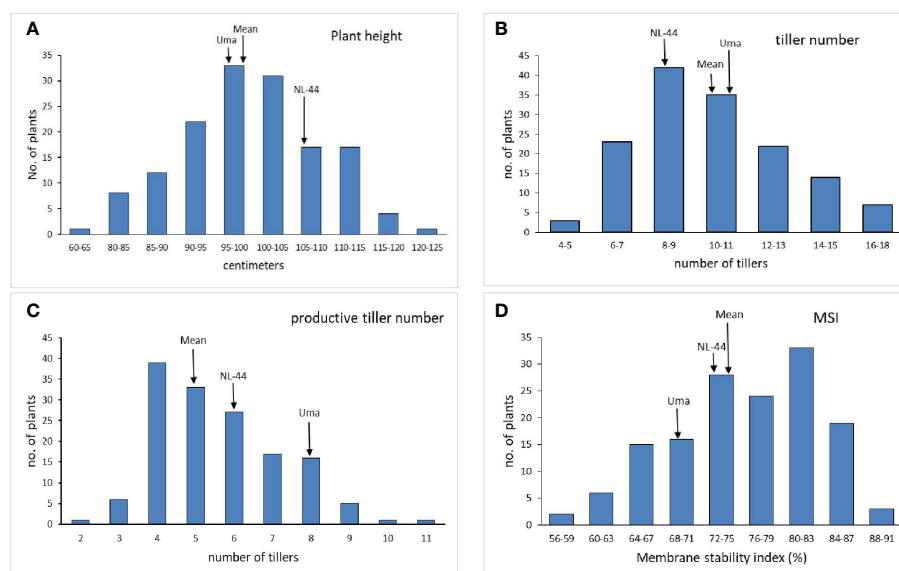 A
Plant height
Mean
Uma
NL-44
No. of plants
35
30
25
20
15
10
5
0
60-65 80-85 85-90 90-95 95-100 100-105 105-110 110-115 115-120 120-125
centimeters
B
tiller number
NL-44
Uma
Mean
no. of plants
45
40
35
30
25
20
15
10
5
0
4-5 6-7 8-9 10-11 12-13 14-15 16-18
number of tillers
C
productive tiller number
Mean
NL-44
Uma
no. of plants
45
40
35
30
25
20
15
10
5
0
2 3 4 5 6 7 8 9 10 11
number of tillers
D
MSI
Mean
NL-44
Uma
no. of plants
35
30
25
20
15
10
5
0
56-59 60-63 64-67 68-71 72-75 76-79 80-83 84-87 88-91
Membrane stability index (%)